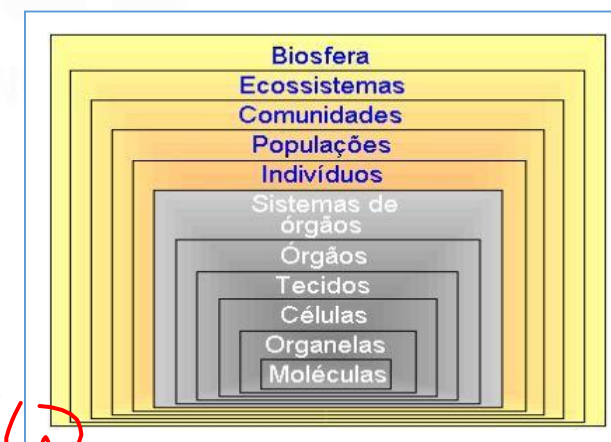 Biosfera
Ecossistemas
Comunidades
Populações
Indivíduos
Sistemas de
órgãos
Órgãos
Tecidos
Células
Organelas
Moléculas